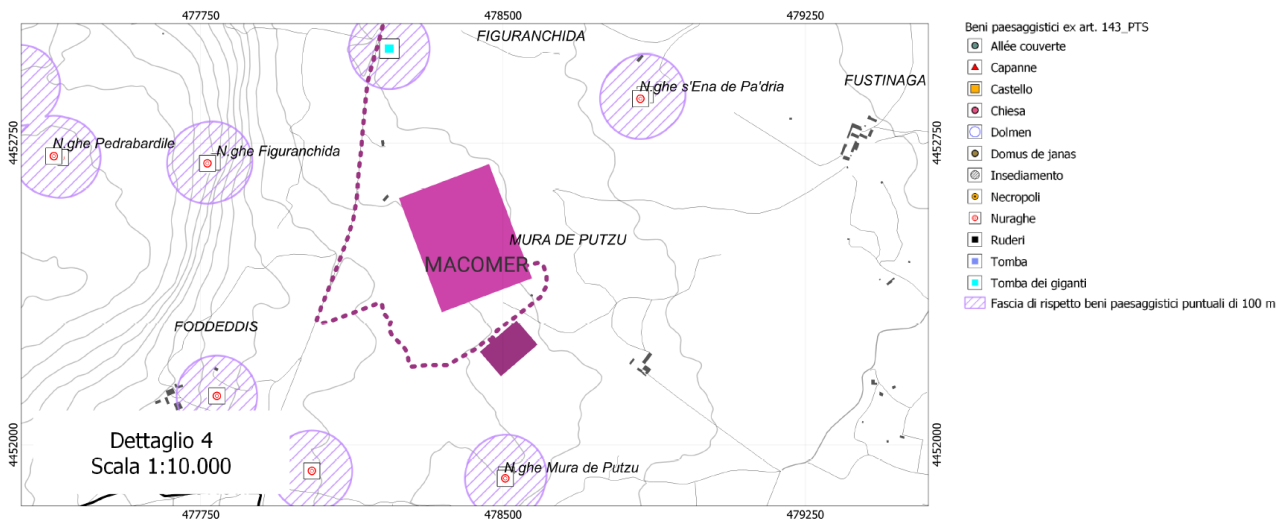 477750 478500 479250
FIGURANCHIDA
N.ghe s'Ena de Pa'dria
FUSTINAGA
4452750
N.ghe Pedrabardile
N.ghe Figuranchida
4452750
MURA DE PUTZU
MACOMER
FODDEDDIS
Dettaglio 4
Scala 1:10.000
4452000
N.ghe Mura de Putzu
4452000
477750 478500 479250
Beni paesaggistici ex art. 143_PTS
Allée couverte
Capanne
Castello
Chiesa
Dolmen
Domus de janas
Insediamento
Necropoli
Nuraghe
Ruderi
Tomba
Tomba dei giganti
Fascia di rispetto beni paesaggistici puntuali di 100 m